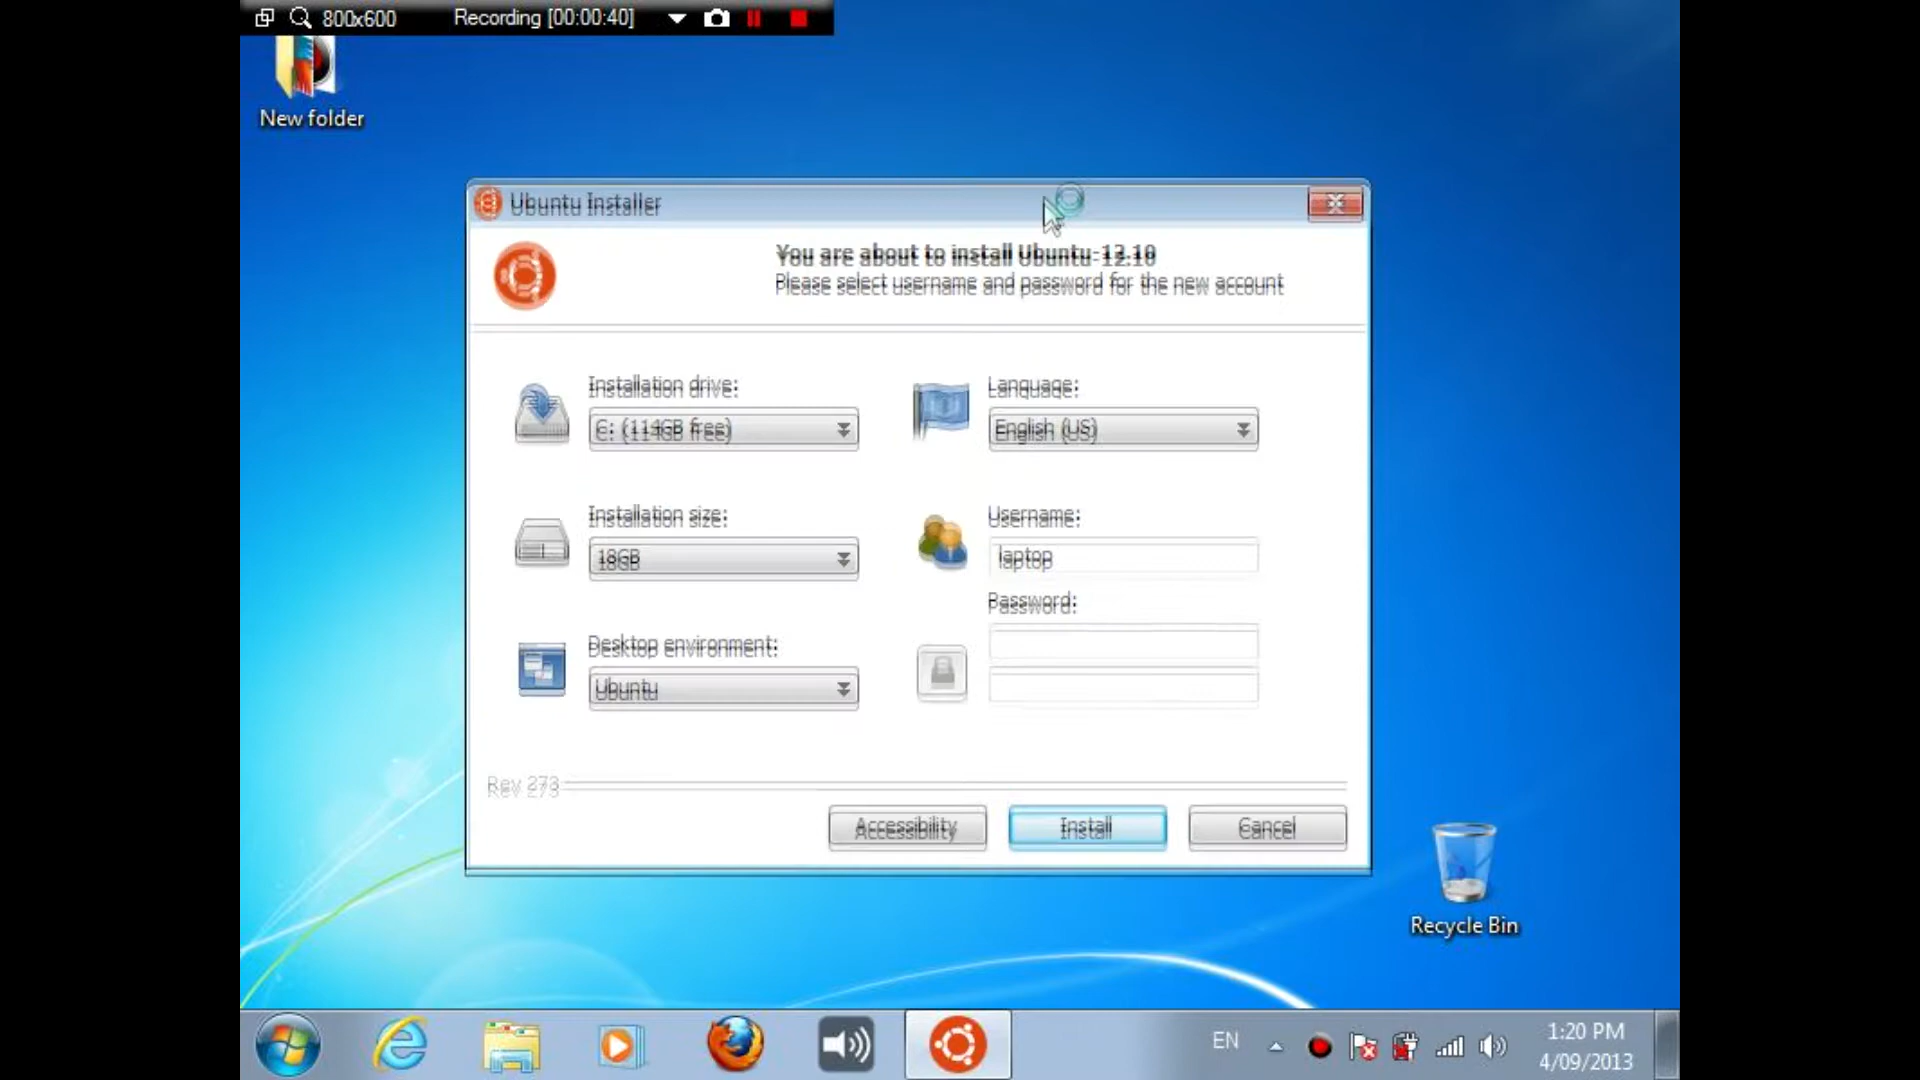 800x600 Recording [00:00:40]
New folder
Ubuntu Installer
You are about to install Ubuntu-12.10
Please select username and password for the new account
Installation drive:
C: (114GB free)
Language:
English (US)
Installation size:
18GB
Username:
laptop
Password:
Desktop environment:
Ubuntu
Rev 273
Accessibility
Install
Cancel
Recycle Bin
EN
1:20 PM
4/09/2013